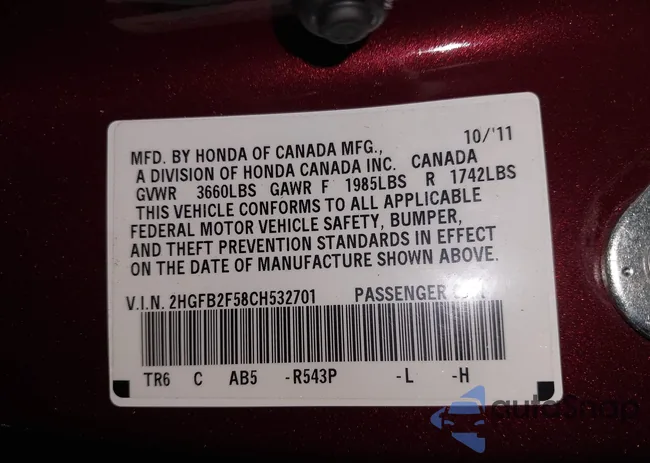 10/'11
MFD. BY HONDA OF CANADA MFG.,
A DIVISION OF HONDA CANADA INC. CANADA
GVWR 3660LBS GAWR F 1985LBS R 1742LBS
THIS VEHICLE CONFORMS TO ALL APPLICABLE
FEDERAL MOTOR VEHICLE SAFETY, BUMPER,
AND THEFT PREVENTION STANDARDS IN EFFECT
ON THE DATE OF MANUFACTURE SHOWN ABOVE.
V.I.N. 2HGFB2F58CH532701 PASSENGER
TR6 C AB5 -R543P -L -H
autoSnap